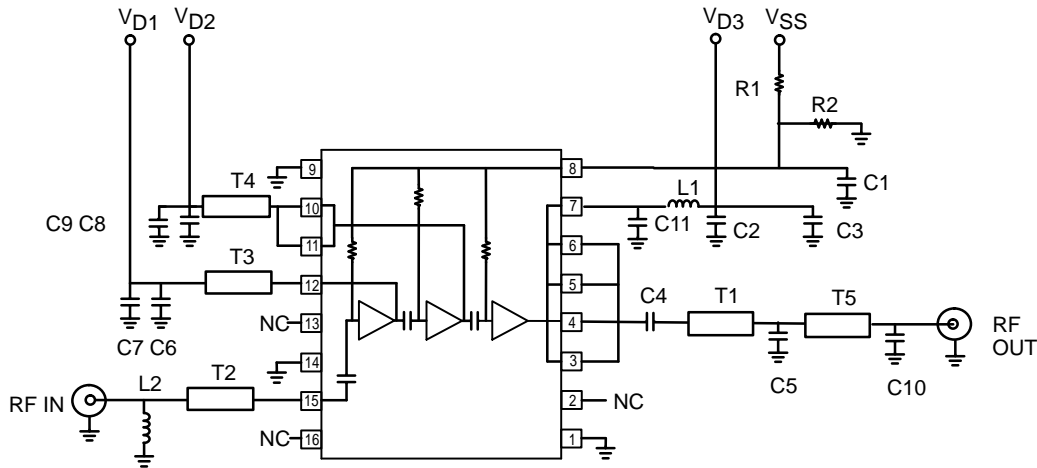 VD1
VD2
VD3
VSS
R1
R2
9
8
C1
T4
10
7
L1
C9 C8
C11
C2
C3
11
6
T3
12
5
C4
T1
T5
NC
13
4
RF
OUT
C7 C6
14
3
C5
C10
L2
T2
RF IN
15
2
NC
NC
16
1